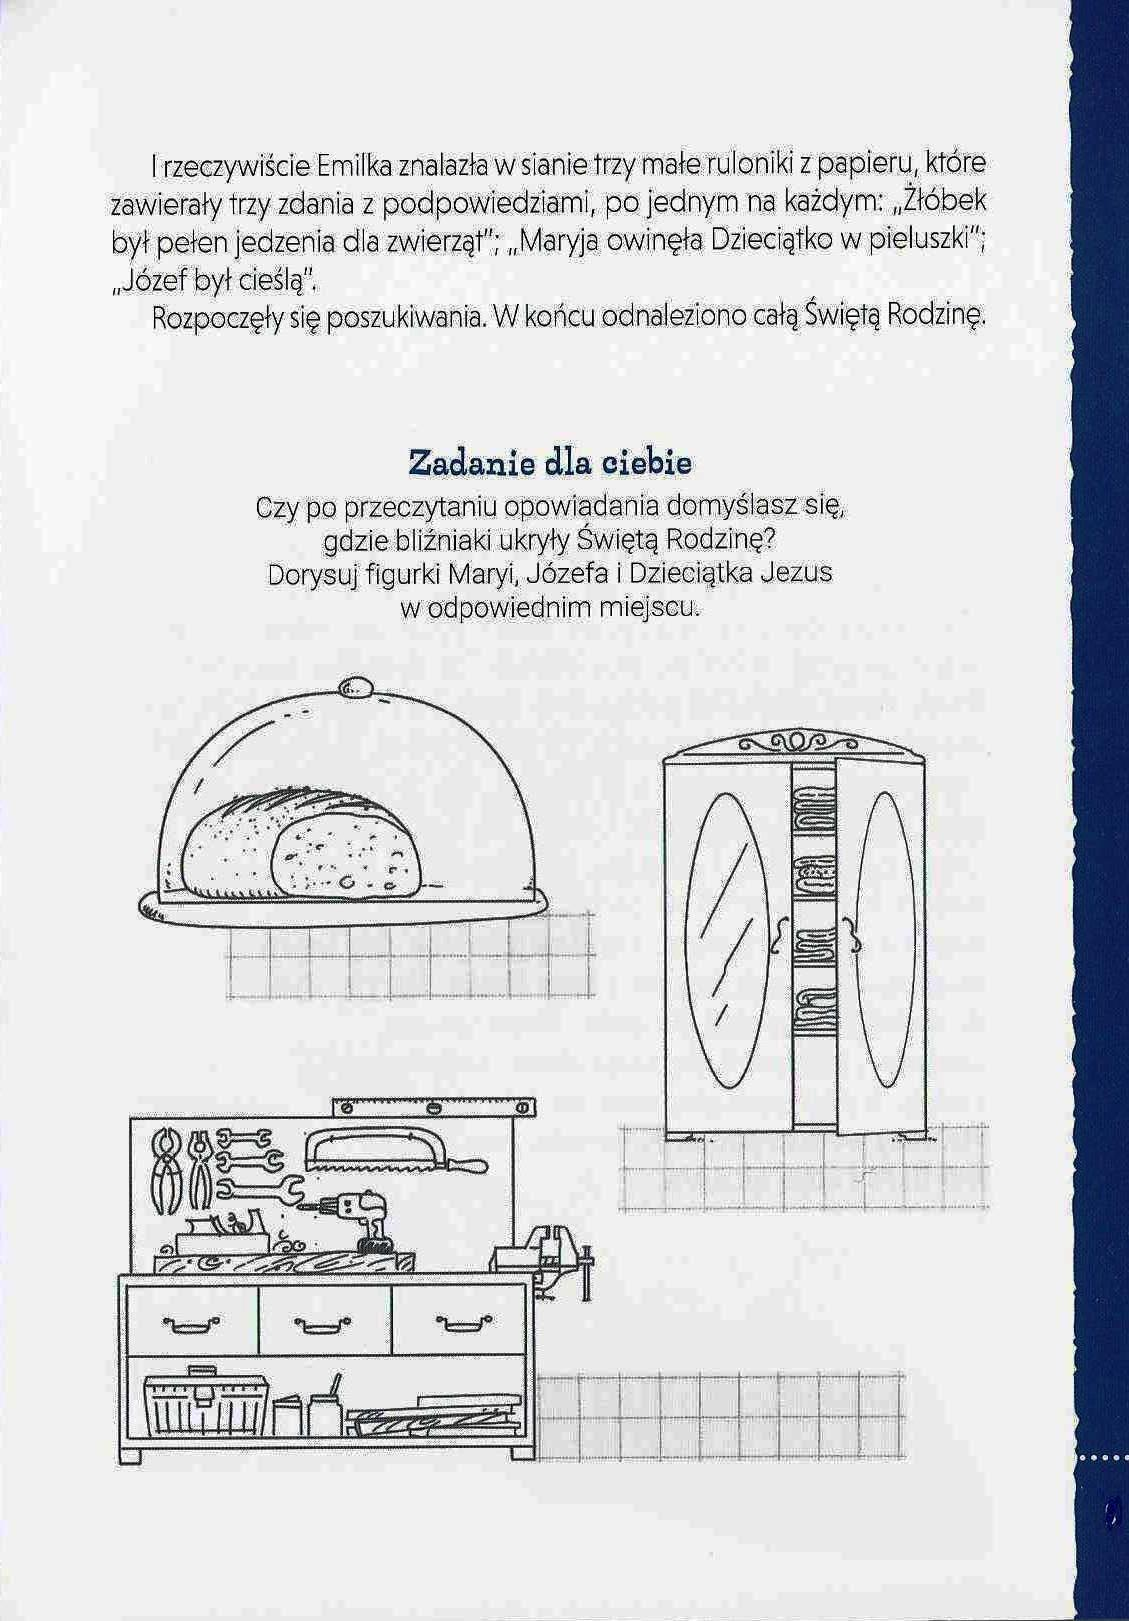 I rzeczywiście Emilka znalazła w sianie trzy małe ruloniki z papieru, które
zawierały trzy zdania z podpowiedziami, po jednym na każdym: „Żłóbek
był pełen jedzenia dla zwierząt"; „Maryja owinęła Dzieciątko w pieluszki";
„Józef był cieślą".
Rozpoczęły się poszukiwania. W końcu odnaleziono całą Świętą Rodzinę.
Zadanie dla ciebie
Czy po przeczytaniu opowiadania domyślasz się,
gdzie bliźniaki ukryły Świętą Rodzinę?
Dorysuj figurki Maryi, Józefa i Dzieciątka Jezus
w odpowiednim miejscu.